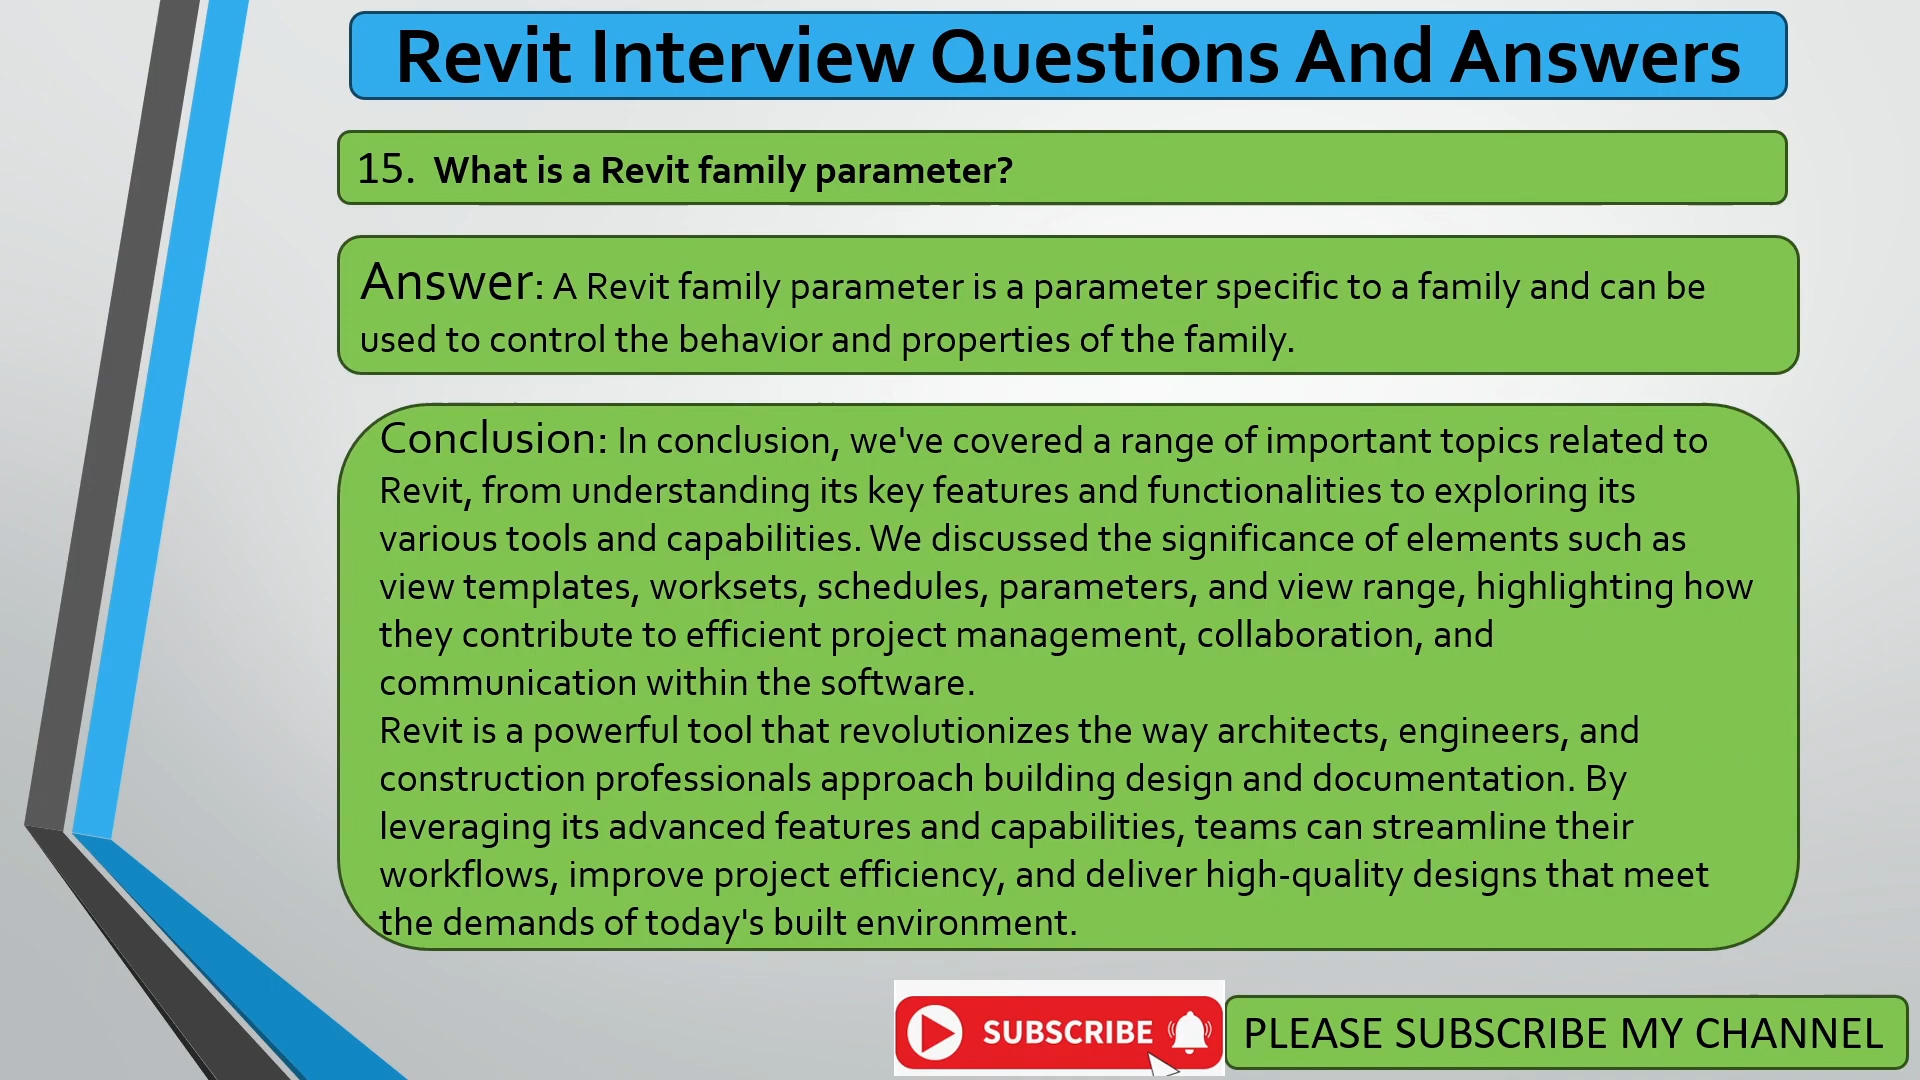 Revit Interview Questions And Answers
15. What is a Revit family parameter?
Answer: A Revit family parameter is a parameter specific to a family and can be
used to control the behavior and properties of the family.
Conclusion: In conclusion, we've covered a range of important topics related to
Revit, from understanding its key features and functionalities to exploring its
various tools and capabilities. We discussed the significance of elements such as
view templates, worksets, schedules, parameters, and view range, highlighting how
they contribute to efficient project management, collaboration, and
communication within the software.
Revit is a powerful tool that revolutionizes the way architects, engineers, and
construction professionals approach building design and documentation. By
leveraging its advanced features and capabilities, teams can streamline their
workflows, improve project efficiency, and deliver high-quality designs that meet
the demands of today's built environment.
SUBSCRIBE
PLEASE SUBSCRIBE MY CHANNEL